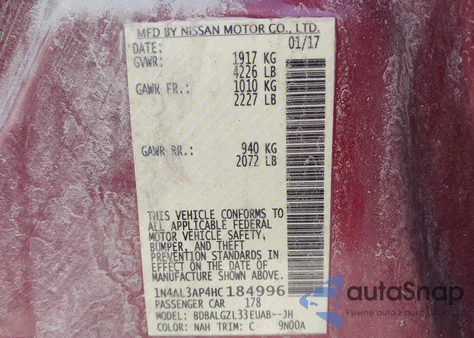 MFD BY NISSAN MOTOR CO., LTD.
DATE: 01/17
GVWR: 1917 KG
4226 LB
GAWR FR.: 1010 KG
2227 LB
GAWR RR.: 940 KG
2072 LB
THIS VEHICLE CONFORMS TO
ALL APPLICABLE FEDERAL
MOTOR VEHICLE SAFETY,
BUMPER, AND THEFT
PREVENTION STANDARDS IN
EFFECT ON THE DATE OF
MANUFACTURE SHOWN ABOVE.
1N4AL3AP4HC184996
PASSENGER CAR 178
MODEL: BDBALGZL33EUAB--JH
COLOR: NAH TRIM: C 9N00A
autoSnap
Pewne auto z aukcji